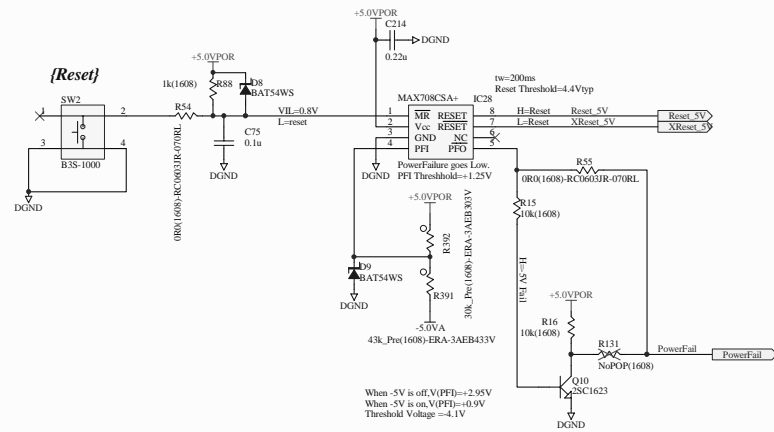 +5.0VPOR
C214
DGND
0.22u
{Reset}
+5.0VPOR
1k(1608)
R88
D8
BAT54WS
tw=200ms
Reset Threshold=4.4Vtyp
MAX708CSA+
IC28
SW2
1
2
R54
VIL=0.8V
L=reset
1
MR
RESET
8
H=Reset
Reset_5V
Reset_5V
2
Vcc
RESET
7
L=Reset
XReset_5V
XReset_5V
3
GND
NC
6
4
PFI
PFO
5
C75
0.1u
3
4
B3S-1000
DGND
DGND
DGND
0R0(1608)-RC0603JR-070RL
PowerFailure goes Low.
PFI Threshhold=+1.25V
R55
0R0(1608)-RC0603JR-070RL
+5.0VPOR
R392
30k_Pre(1608)-ERA-3AEB303V
R15
10k(1608)
H=-5V Fail
D9
BAT54WS
DGND
R391
-5.0VA
43k_Pre(1608)-ERA-3AEB433V
+5.0VPOR
R16
10k(1608)
R131
NoPOP(1608)
PowerFail
PowerFail
Q10
2SC1623
DGND
When -5V is off,V(PFI)=+2.95V
When -5V is on,V(PFI)=+0.9V
Threshold Voltage =-4.1V